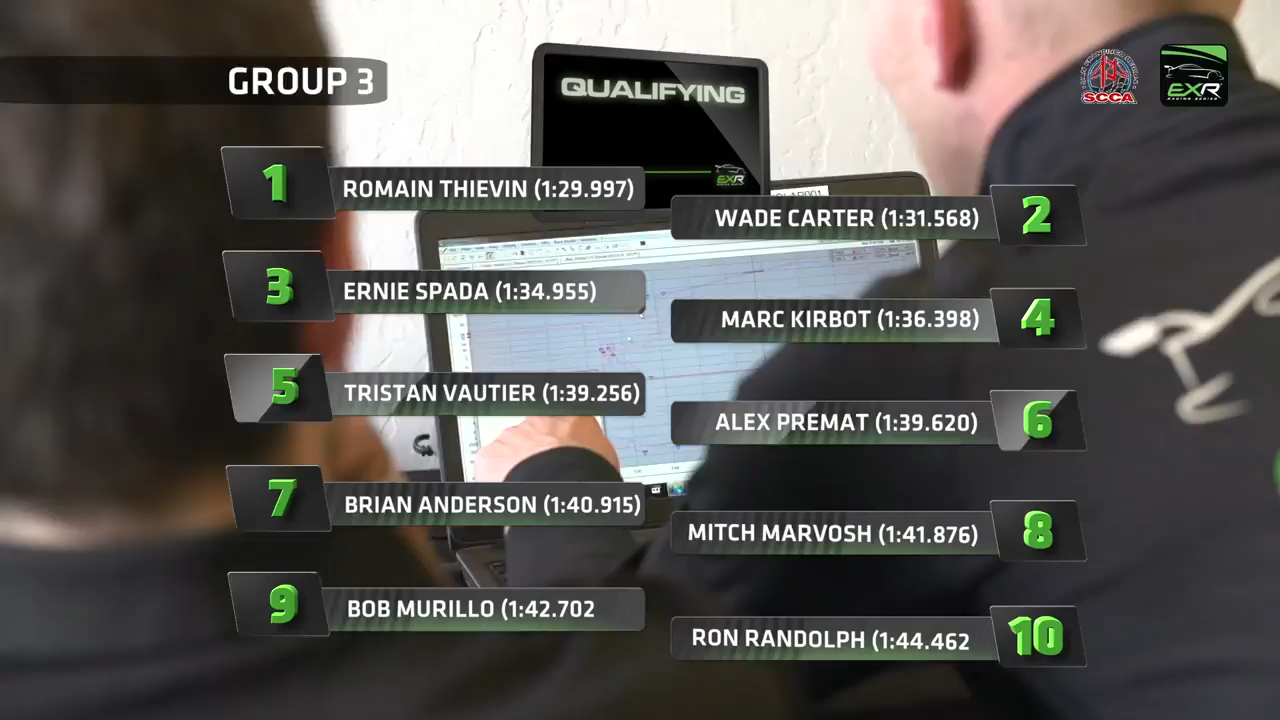 GROUP 3
SCCA
EXR
RACING SERIES
QUALIFYING
EXR
1 ROMAIN THIEVIN (1:29.997)
WADE CARTER (1:31.568) 2
3 ERNIE SPADA (1:34.955)
MARC KIRBOT (1:36.398) 4
5 TRISTAN VAUTIER (1:39.256)
ALEX PREMAT (1:39.620) 6
7 BRIAN ANDERSON (1:40.915)
MITCH MARVOSH (1:41.876) 8
9 BOB MURILLO (1:42.702
RON RANDOLPH (1:44.462 10